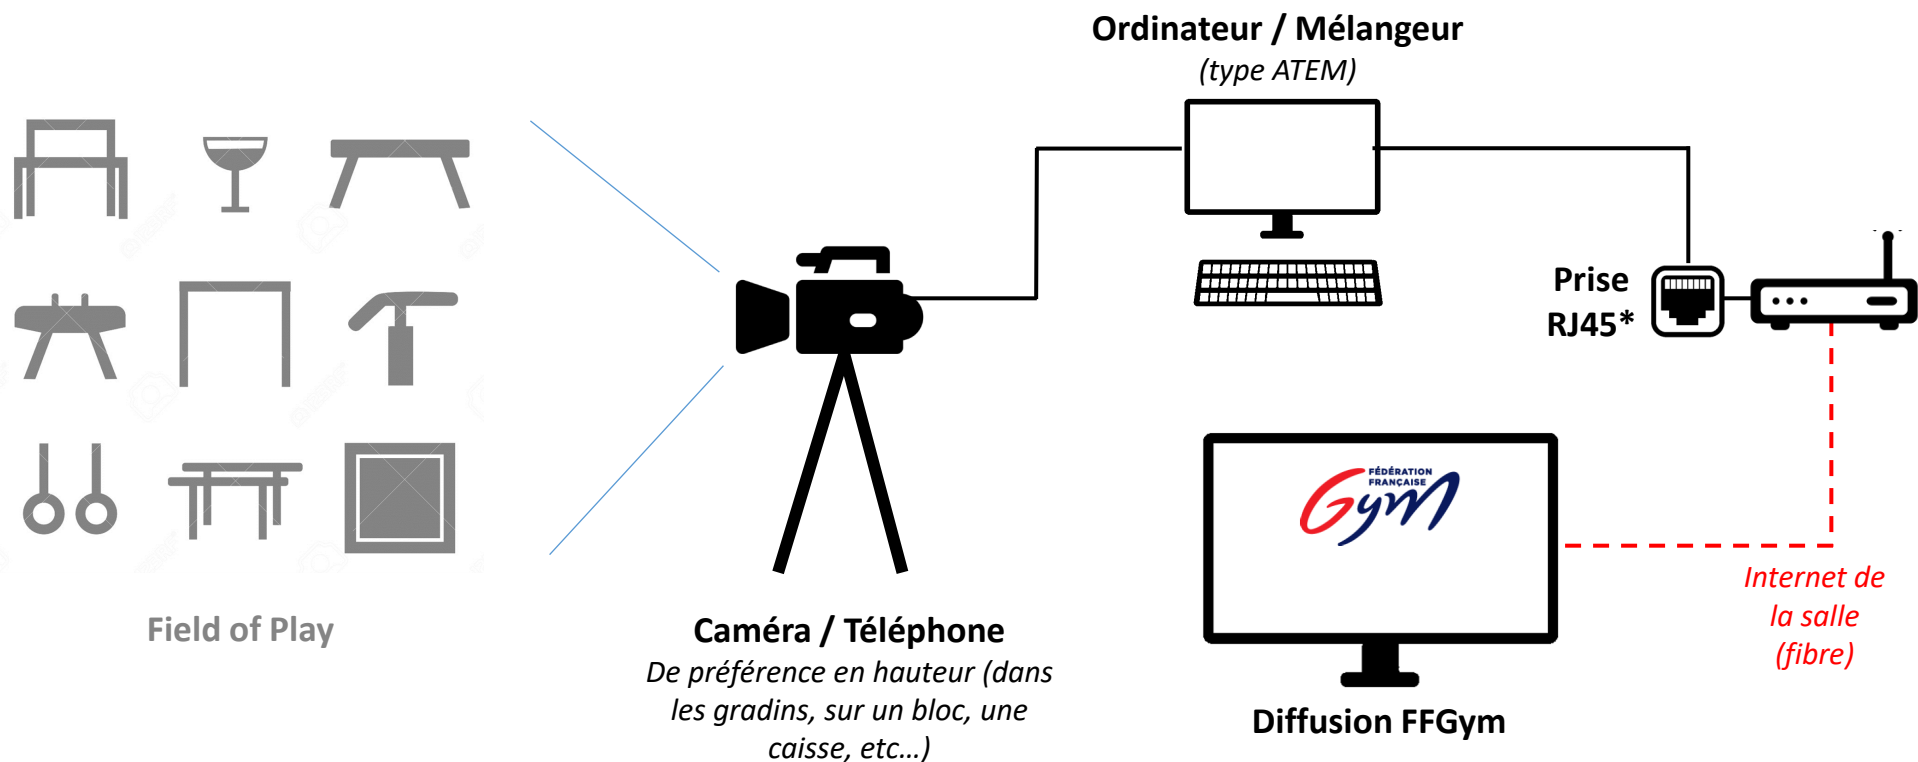 Ordinateur / Mélangeur
(type ATEM)
Prise
RJ45*
FÉDÉRATION
FRANÇAISE
Gym
Internet de
la salle
(fibre)
Field of Play
Caméra / Téléphone
De préférence en hauteur (dans
les gradins, sur un bloc, une
caisse, etc…)
Diffusion FFGym